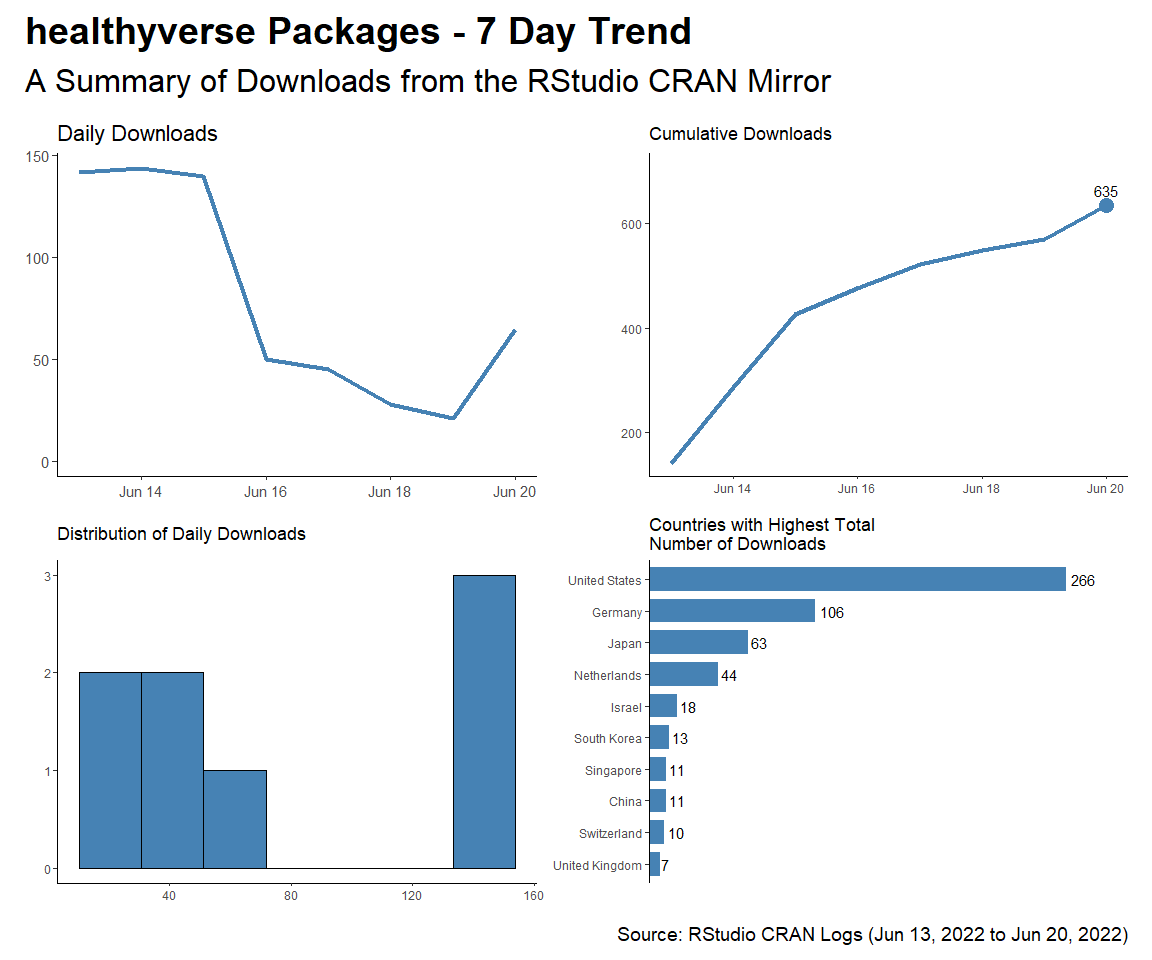 healthyverse Packages - 7 Day Trend
A Summary of Downloads from the RStudio CRAN Mirror
Daily Downloads
150
100
50
0
Jun 14 Jun 16 Jun 18 Jun 20
Cumulative Downloads
635
600
400
200
Jun 14 Jun 16 Jun 18 Jun 20
Distribution of Daily Downloads
3
2
1
0
40 80 120 160
Countries with Highest Total
Number of Downloads
United States 266
Germany 106
Japan 63
Netherlands 44
Israel 18
South Korea 13
Singapore 11
China 11
Switzerland 10
United Kingdom 7
Source: RStudio CRAN Logs (Jun 13, 2022 to Jun 20, 2022)